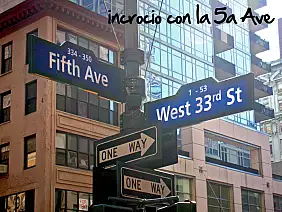 incrocio con la 5a Ave
334-350
Fifth Ave
1 - 53
West 33rd St
ONE WAY
ONE WAY